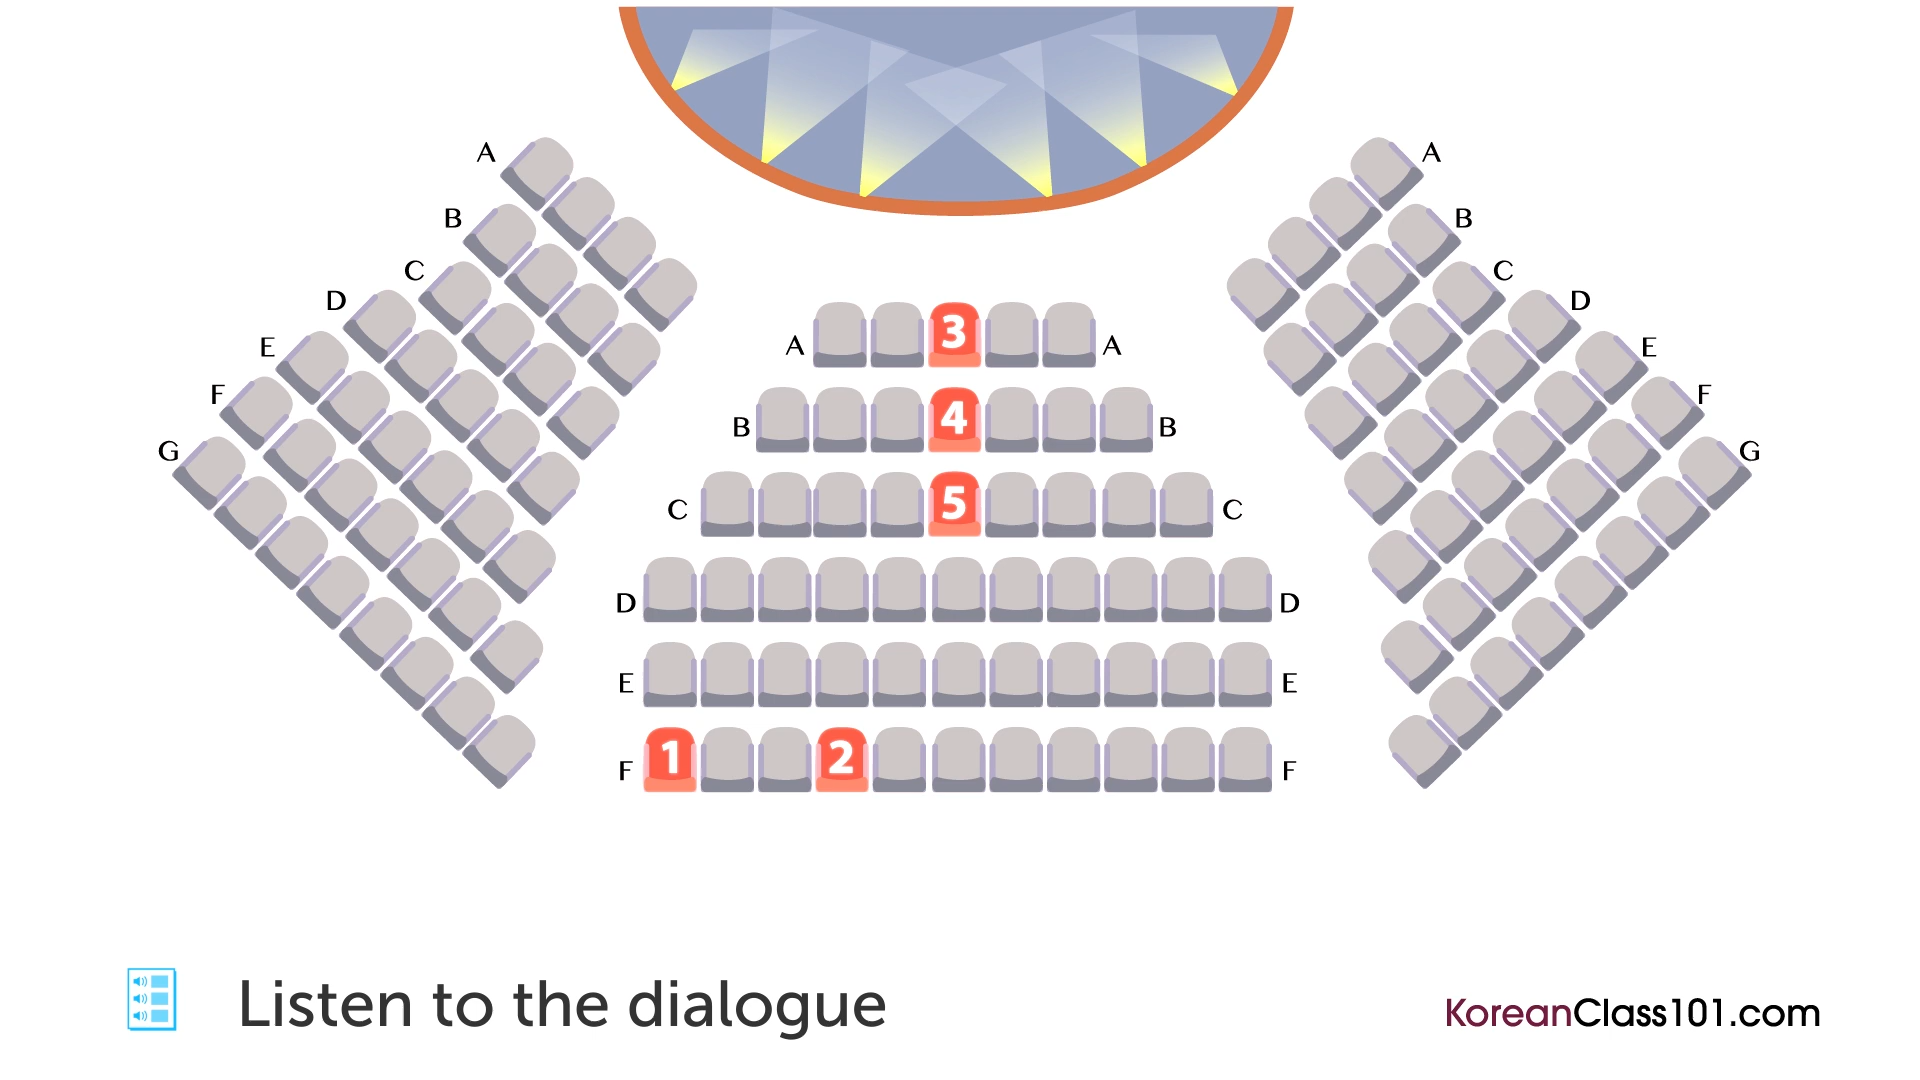 A A
B B
C C
D D
E E
F F
G G
A 3 A
B 4 B
C 5 C
D D
E E
F 1 2 F
Listen to the dialogue
KoreanClass101.com